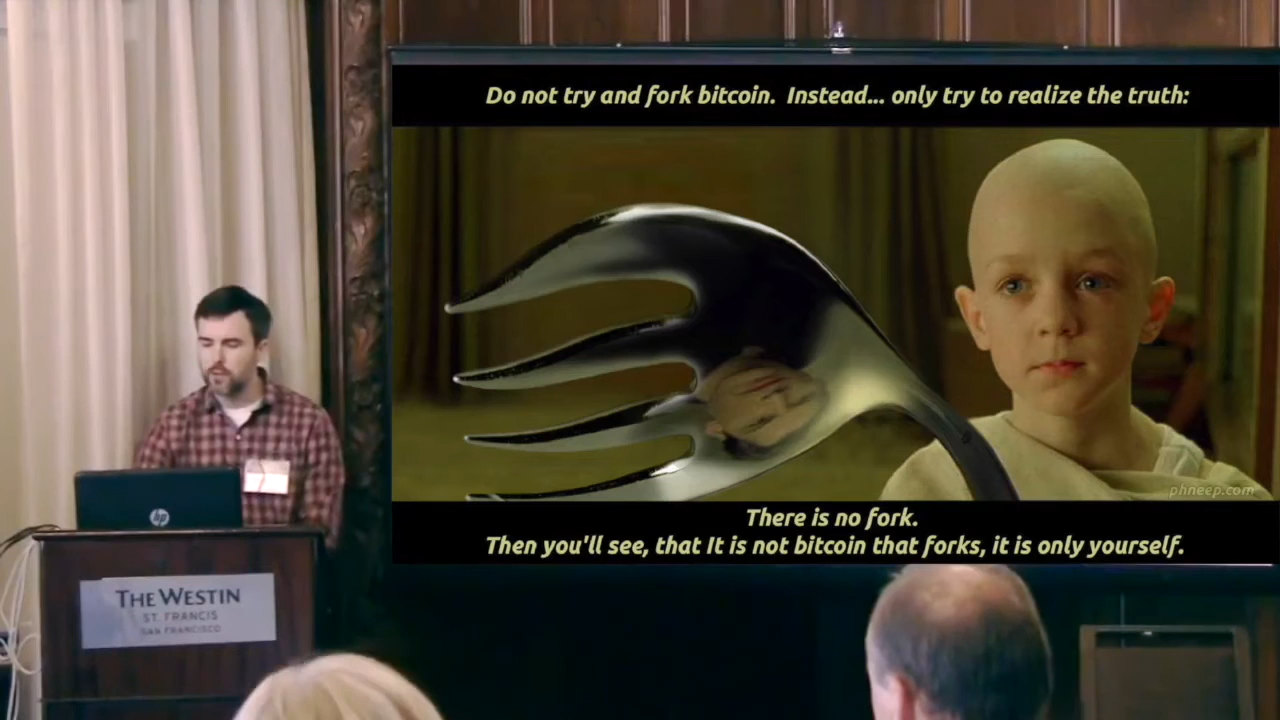 Do not try and fork bitcoin. Instead... only try to realize the truth:
phneep.com
There is no fork.
Then you'll see, that It is not bitcoin that forks, it is only yourself.
hp
THE WESTIN
ST. FRANCIS
SAN FRANCISCO